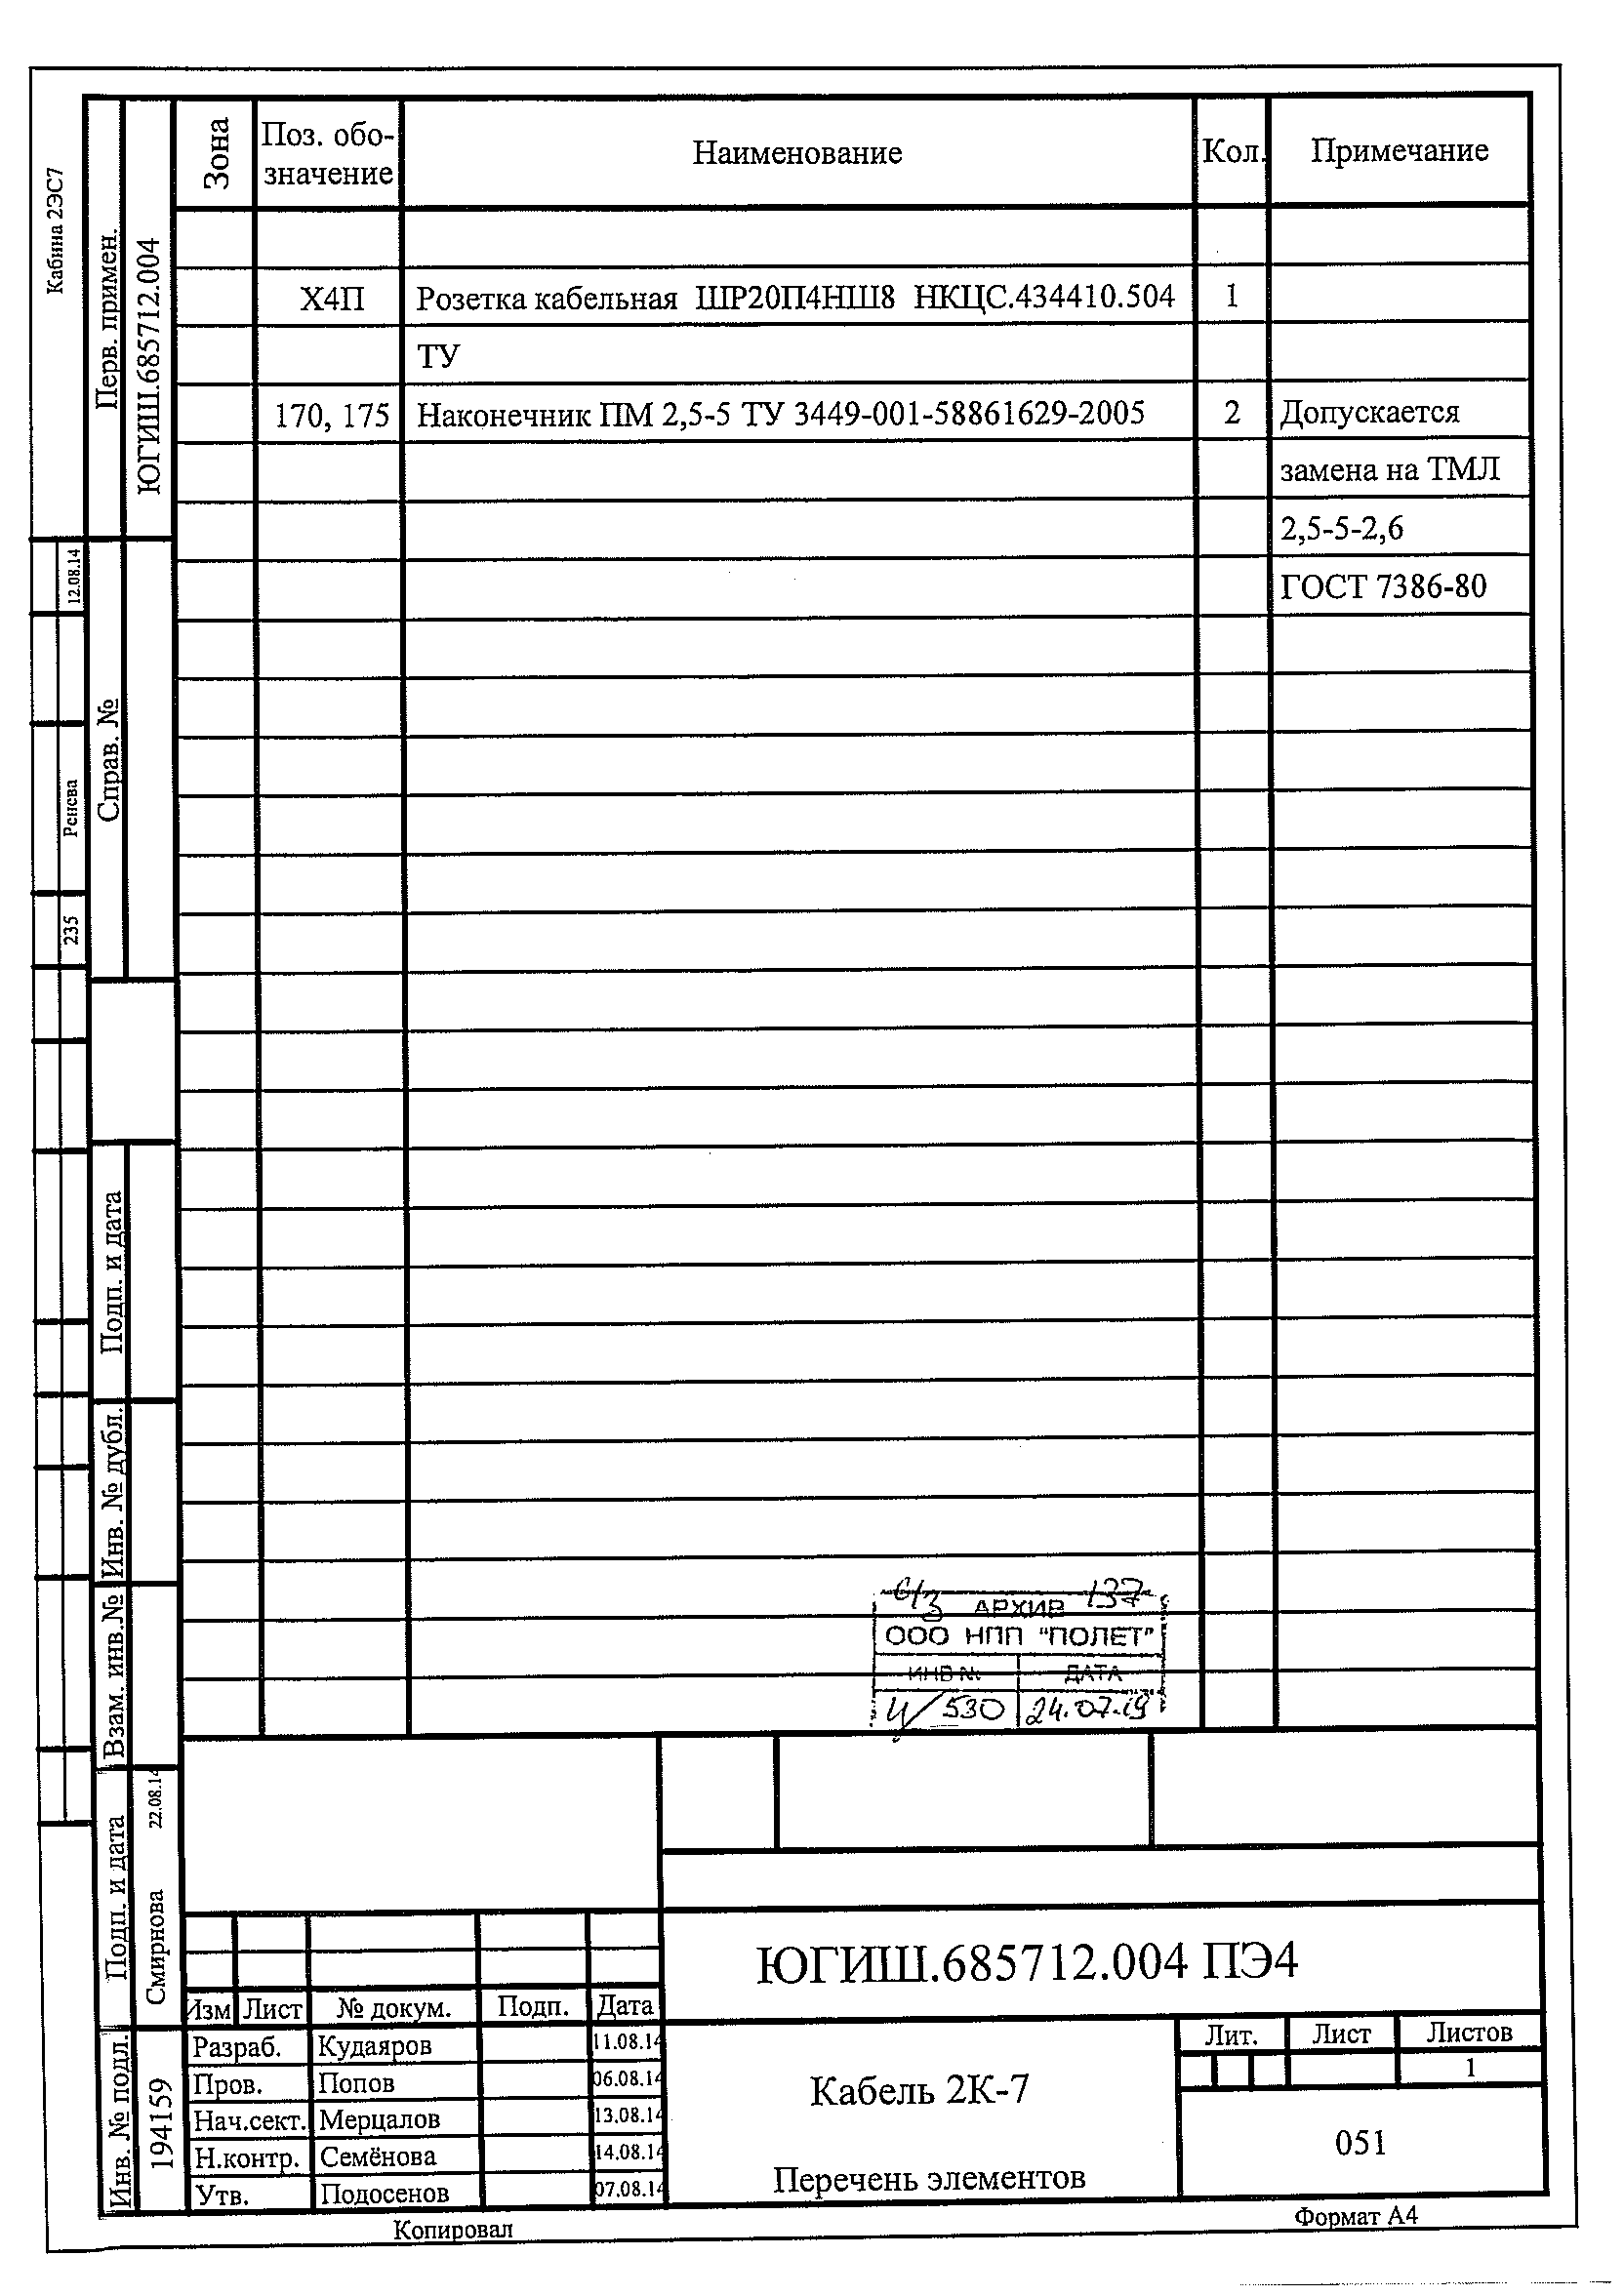 Кабина 2ЭС7
Перв. примен.
ЮГИШ.685712.004
Зона
Поз. обо-
значение
Наименование
Кол.
Примечание
Х4П
Розетка кабельная ШР20П4НШ8 НКЦС.434410.504
1
ТУ
170, 175
Наконечник ПМ 2,5-5 ТУ 3449-001-58861629-2005
2
Допускается
замена на ТМЛ
2,5-5-2,6
ГОСТ 7386-80
12.08.14
235
Справ. №
Подп. и дата
Инв. № дубл.
Взам. инв.№
Подп. и дата
Смирнова 22.08.14
Инв. № подл.
194159
137
АРХИВ
ООО НПП "ПОЛЕТ"
ИНВ №
ДАТА
530
24.07.19
ЮГИШ.685712.004 ПЭ4
Изм
Лист
№ докум.
Подп.
Дата
Разраб.
Кудаяров
11.08.14
Пров.
Попов
06.08.14
Нач.сект.
Мерцалов
13.08.14
Н.контр.
Семёнова
14.08.14
Утв.
Подосенов
07.08.14
Кабель 2К-7
Перечень элементов
Лит.
Лист
Листов
1
051
Копировал
Формат А4